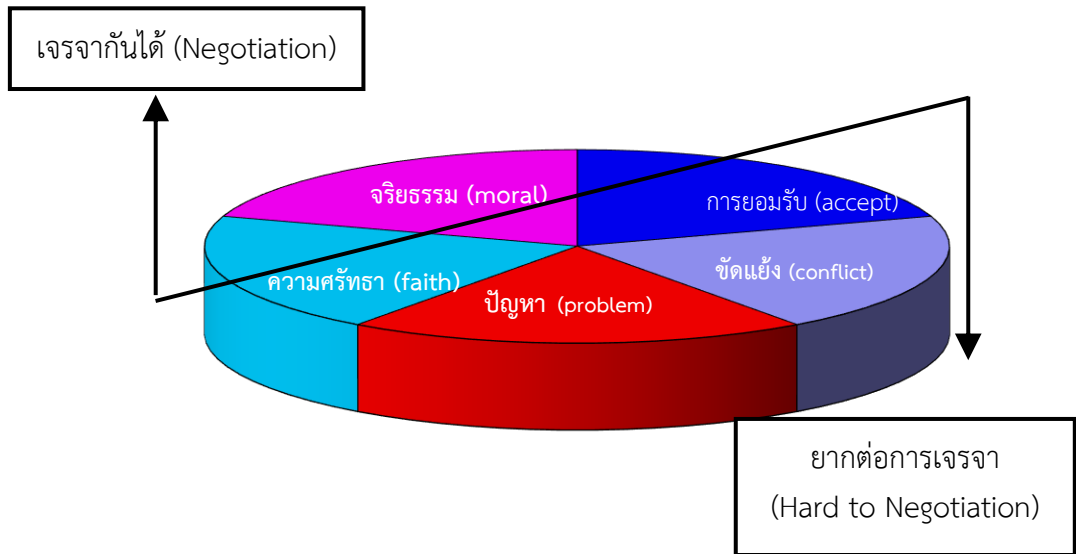 เจรจากันได้ (Negotiation)
จริยธรรม (moral)
การยอมรับ (accept)
ความศรัทธา (faith)
ขัดแย้ง (conflict)
ปัญหา (problem)
ยากต่อการเจรจา
(Hard to Negotiation)